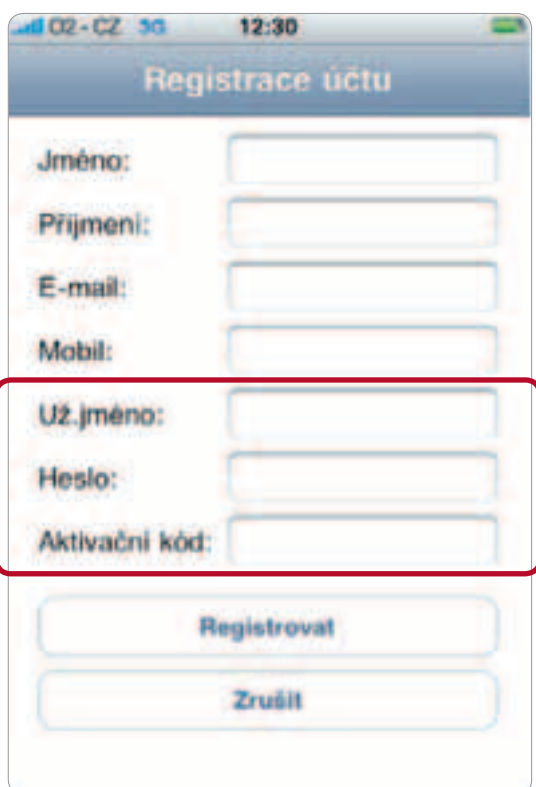 O2-CZ 3G 12:30
Registrace účtu
Jméno:
Příjmení:
E-mail:
Mobil:
Už.jméno:
Heslo:
Aktivační kód:
Registrovat
Zrušit